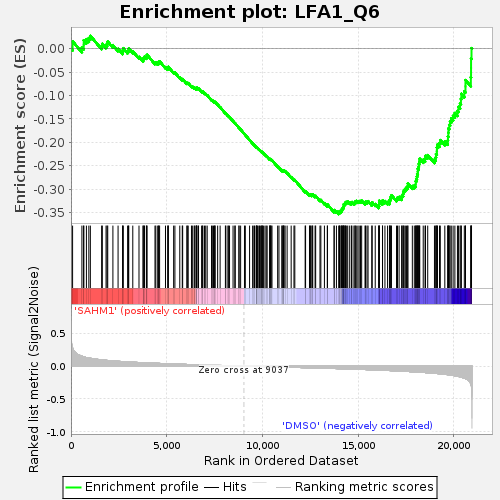 Enrichment plot: LFA1_Q6
Enrichment score (ES)
0.00
-0.05
-0.10
-0.15
-0.20
-0.25
-0.30
-0.35
'SAHM1' (positively correlated)
Ranked list metric (Signal2Noise)
0.5
0.0
-0.5
-1.0
Zero cross at 9037
'DMSO' (negatively correlated)
0
5,000
10,000
15,000
20,000
Rank in Ordered Dataset
Enrichment profile
Hits
Ranking metric scores